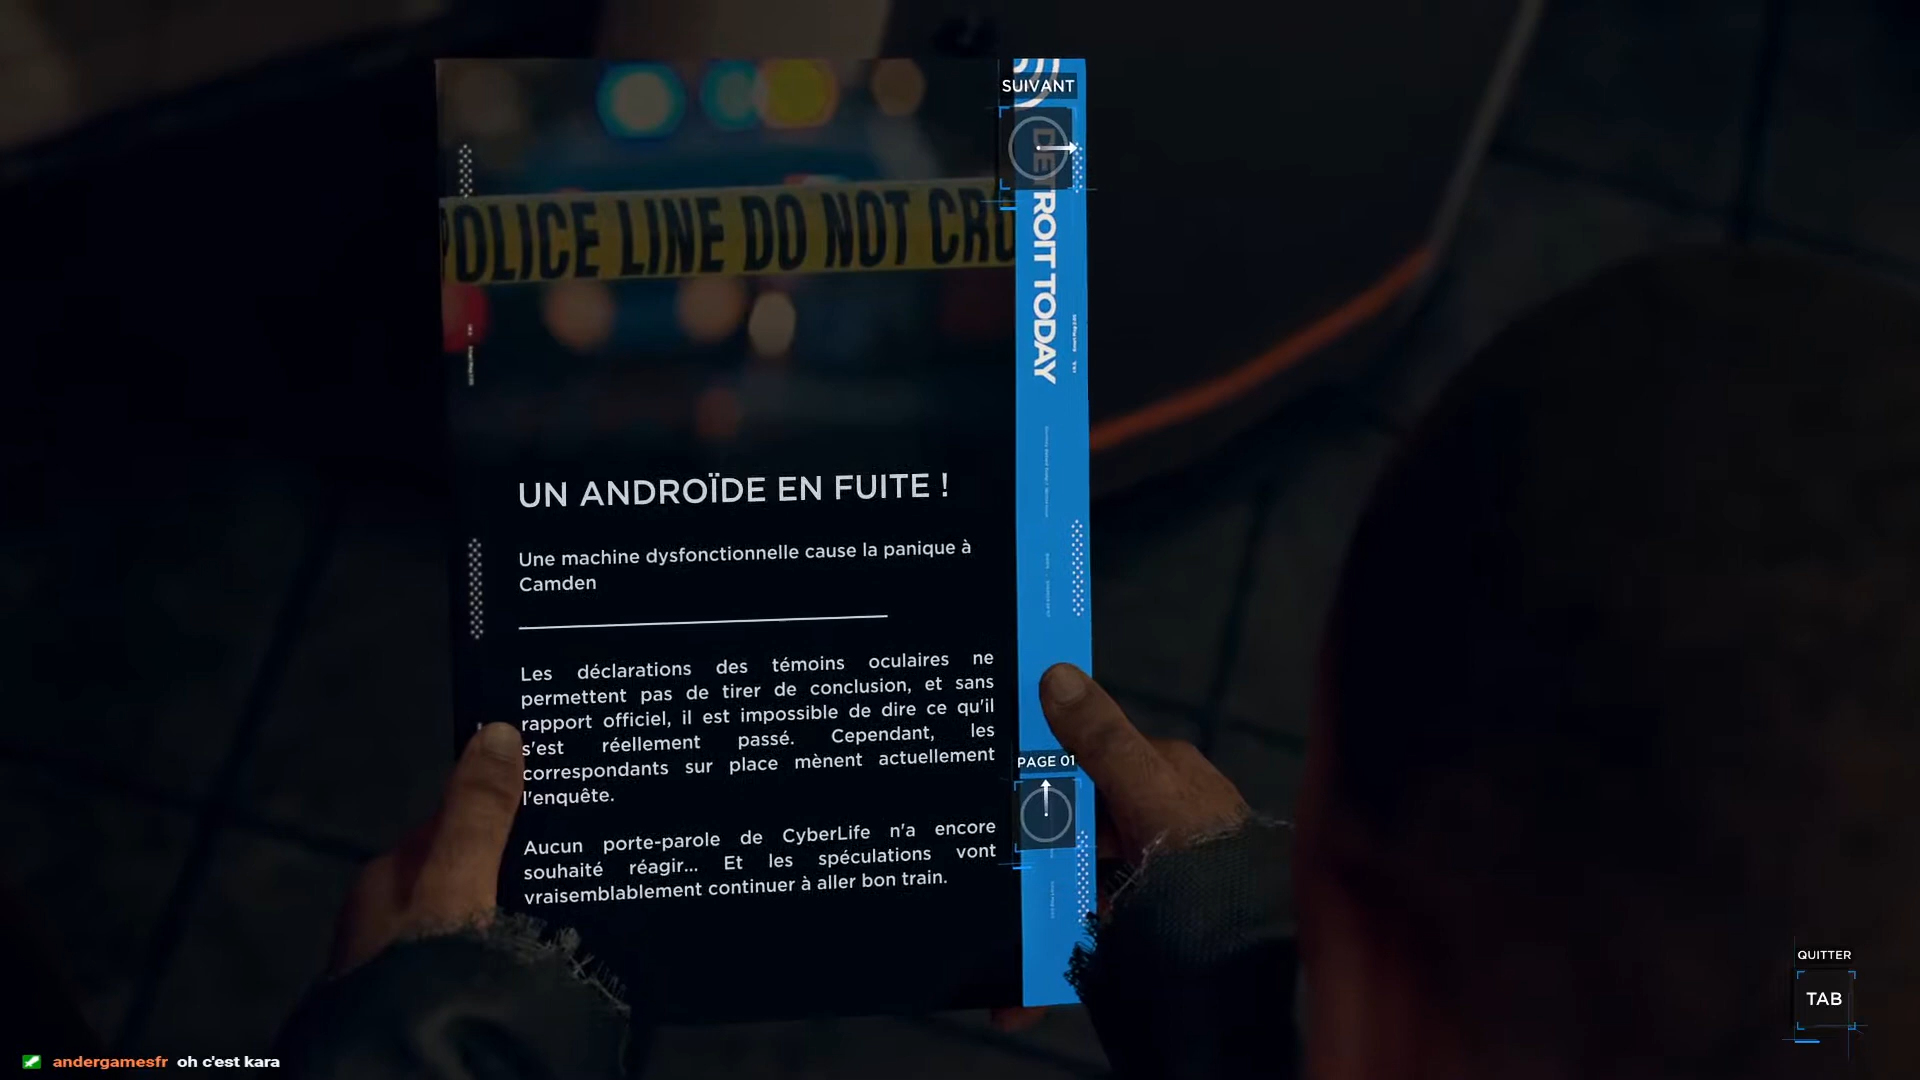 SUIVANT
DETROIT TODAY
POLICE LINE DO NOT CRO
UN ANDROÏDE EN FUITE !
Une machine dysfonctionnelle cause la panique à
Camden
Les déclarations des témoins oculaires ne
permettent pas de tirer de conclusion, et sans
rapport officiel, il est impossible de dire ce qu'il
s'est réellement passé. Cependant, les
correspondants sur place mènent actuellement
l'enquête.
Aucun porte-parole de CyberLife n'a encore
souhaité réagir... Et les spéculations vont
vraisemblablement continuer à aller bon train.
PAGE 01
QUITTER
TAB
andergamesfr oh c'est kara